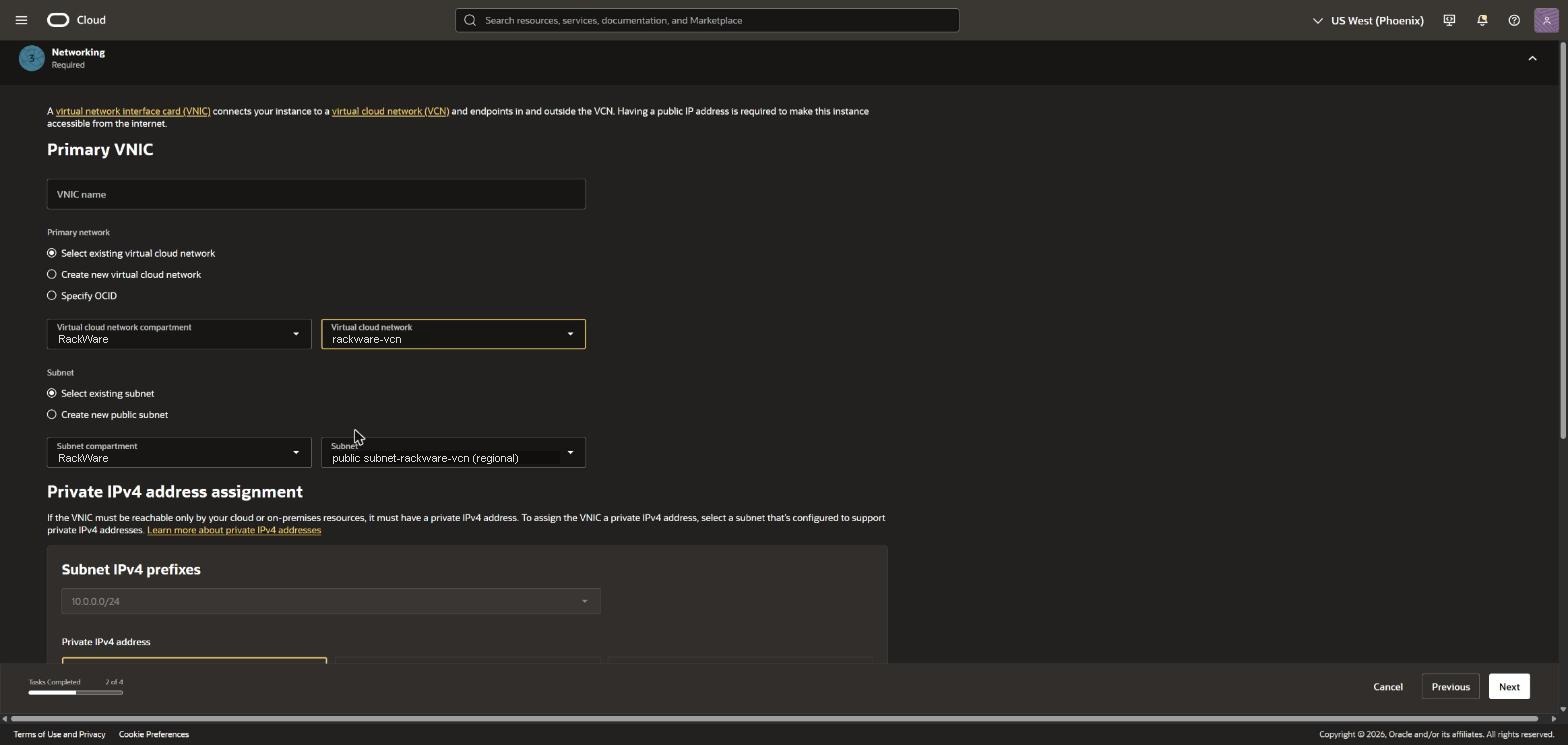 Cloud
Search resources, services, documentation, and Marketplace
US West (Phoenix)
3
Networking
Required
A virtual network interface card (VNIC) connects your instance to a virtual cloud network (VCN) and endpoints in and outside the VCN. Having a public IP address is required to make this instance
accessible from the internet.
Primary VNIC
VNIC name
Primary network
Select existing virtual cloud network
Create new virtual cloud network
Specify OCID
Virtual cloud network compartment
RackWare
Virtual cloud network
rackware-vcn
Subnet
Select existing subnet
Create new public subnet
Subnet compartment
RackWare
Subnet
public subnet-rackware-vcn (regional)
Private IPv4 address assignment
If the VNIC must be reachable only by your cloud or on-premises resources, it must have a private IPv4 address. To assign the VNIC a private IPv4 address, select a subnet that's configured to support
private IPv4 addresses. Learn more about private IPv4 addresses
Subnet IPv4 prefixes
10.0.0.0/24
Private IPv4 address
Tasks Completed 2 of 4
Cancel
Previous
Next
Terms of Use and Privacy
Cookie Preferences
Copyright © 2026, Oracle and/or its affiliates. All rights reserved.